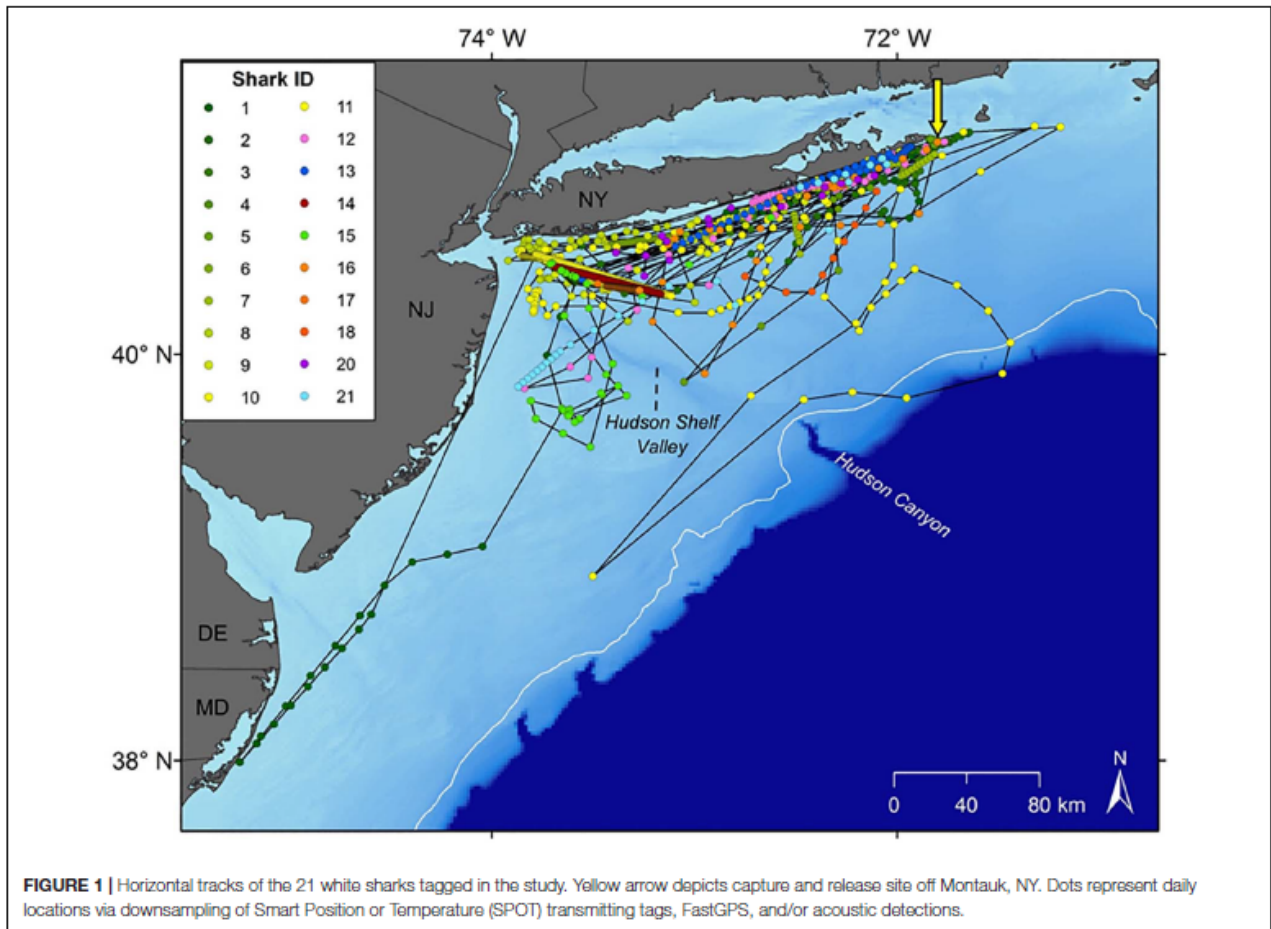 74° W 72° W
Shark ID
1 11
2 12
3 13
4 14
5 15
6 16
7 17
8 18
9 20
10 21
NY
NJ
40° N
Hudson Shelf
Valley
Hudson Canyon
DE
MD
38° N
N
0 40 80 km
FIGURE 1 | Horizontal tracks of the 21 white sharks tagged in the study. Yellow arrow depicts capture and release site off Montauk, NY. Dots represent daily
locations via downsampling of Smart Position or Temperature (SPOT) transmitting tags, FastGPS, and/or acoustic detections.